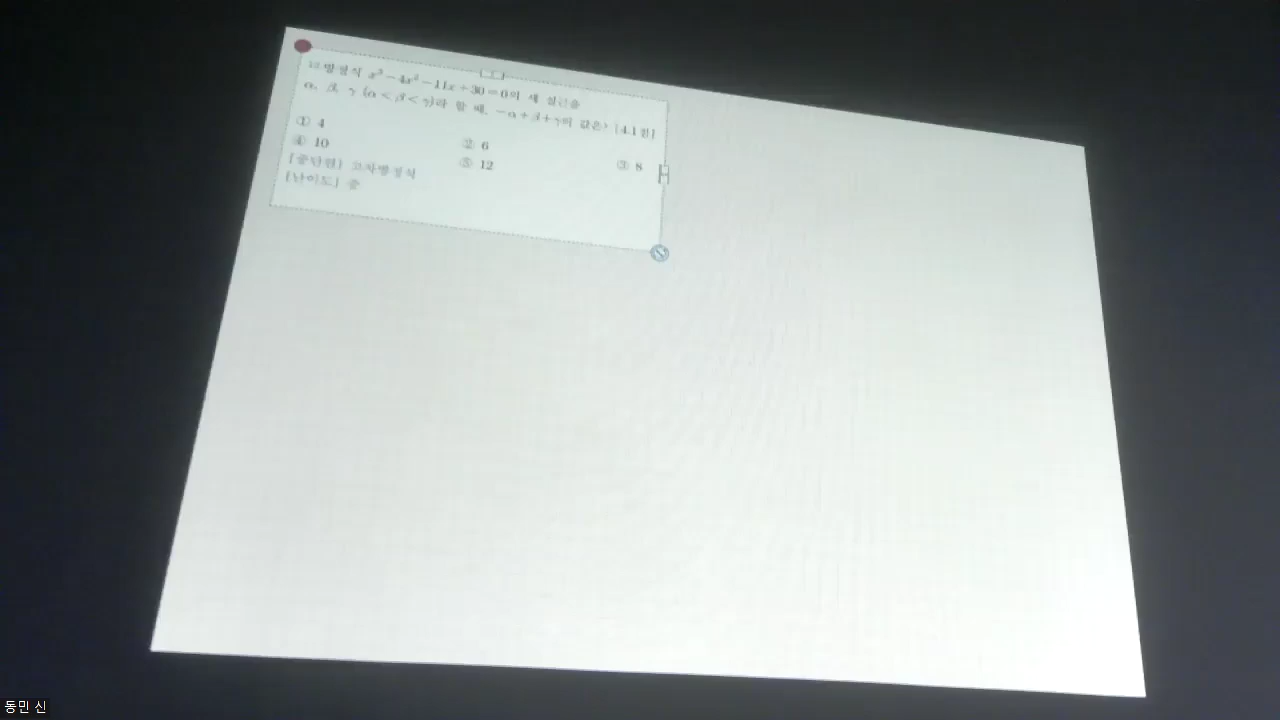 방정식 x³-4x²-11x+30=0의 세 실근을
α, β, γ (α<β<γ)라 할 때, -α+β+γ의 값은? [4.1점]
① 4
② 6
③ 8
④ 10
⑤ 12
[중단원] 고차방정식
[난이도] 중
동민 신